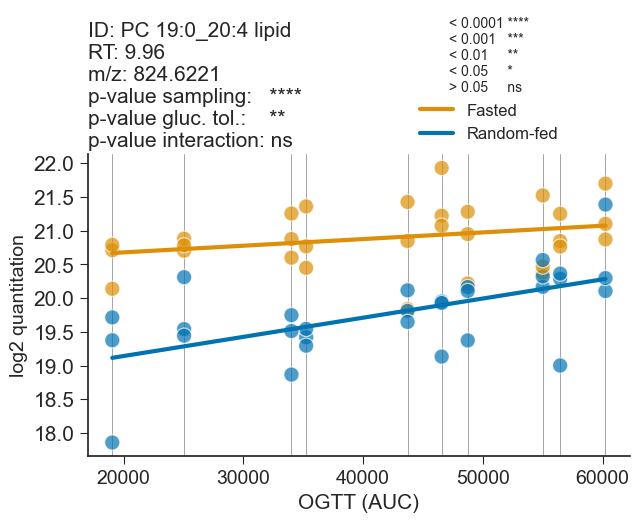 ID: PC 19:0_20:4 lipid
RT: 9.96
m/z: 824.6221
p-value sampling: ****
p-value gluc. tol.: **
p-value interaction: ns
< 0.0001 ****
< 0.001 ***
< 0.01 **
< 0.05 *
> 0.05 ns
Fasted
Random-fed
22.0
21.5
21.0
20.5
20.0
19.5
19.0
18.5
18.0
log2 quantitation
20000 30000 40000 50000 60000
OGTT (AUC)